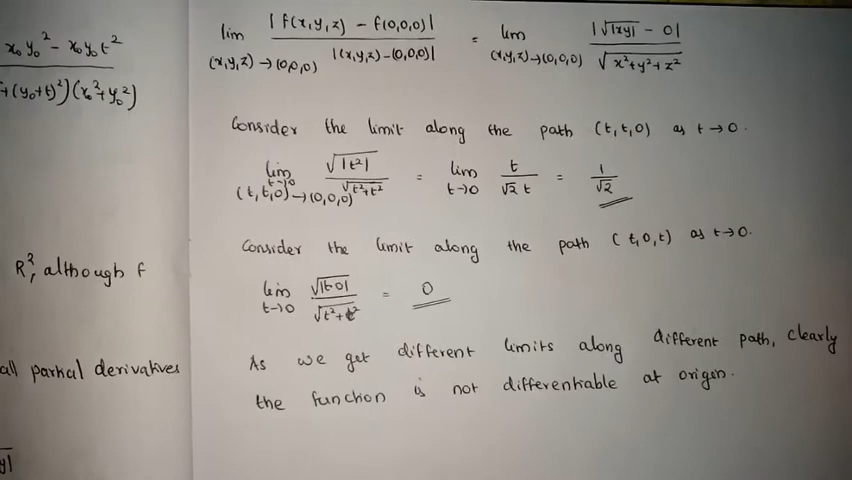 x₀y₀² - x₀y₀t²
+(y₀+t)²)(x₀²+y₀²)
R², although f
all partial derivatives
y|
lim |f(x,y,z) - f(0,0,0)| / |(x,y,z)-(0,0,0)| = lim |√|xy| - 0| / √x²+y²+z²
(x,y,z)→(0,0,0) (x,y,z)→(0,0,0)
Consider the limit along the path (t,t,0) as t→0.
lim √|t²| / √t²+t² = lim t / √2 t = 1/√2
t→0 t→0
(t,t,0)→(0,0,0)
Consider the limit along the path (t,0,t) as t→0.
lim √|t0| / √t²+t² = 0
t→0
As we get different limits along different path, clearly
the function is not differentiable at origin.